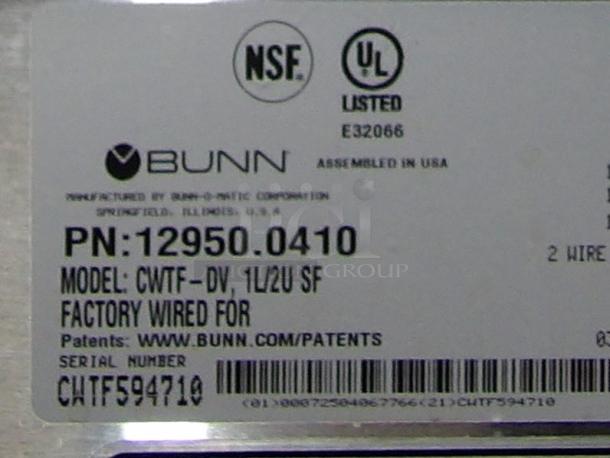 NSF®
UL
LISTED
E32066
BUNN® ASSEMBLED IN USA
MANUFACTURED BY BUNN-O-MATIC CORPORATION
SPRINGFIELD, ILLINOIS, U.S.A
PN:12950.0410
2 WIRE
GROUP
MODEL: CWTF-DV, 1L/2U SF
FACTORY WIRED FOR
Patents: WWW.BUNN.COM/PATENTS
03
SERIAL NUMBER
CWTF594710
(01)00072504067766(21)CWTF594710